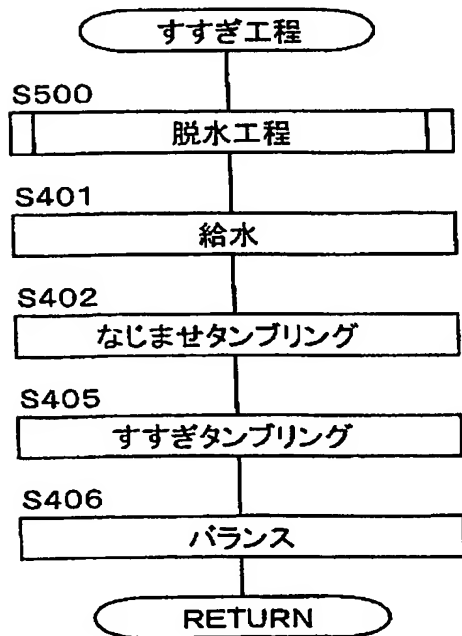 すすぎ工程
S500
脱水工程
S401
給水
S402
なじませタンブリング
S405
すすぎタンブリング
S406
バランス
RETURN